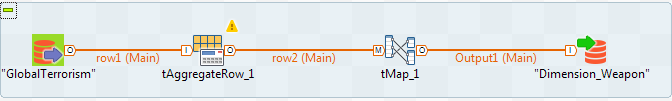 row1 (Main)
row2 (Main)
Output1 (Main)
O
I
O
M
O
I
"GlobalTerrorism"
tAggregateRow_1
tMap_1
"Dimension_Weapon"